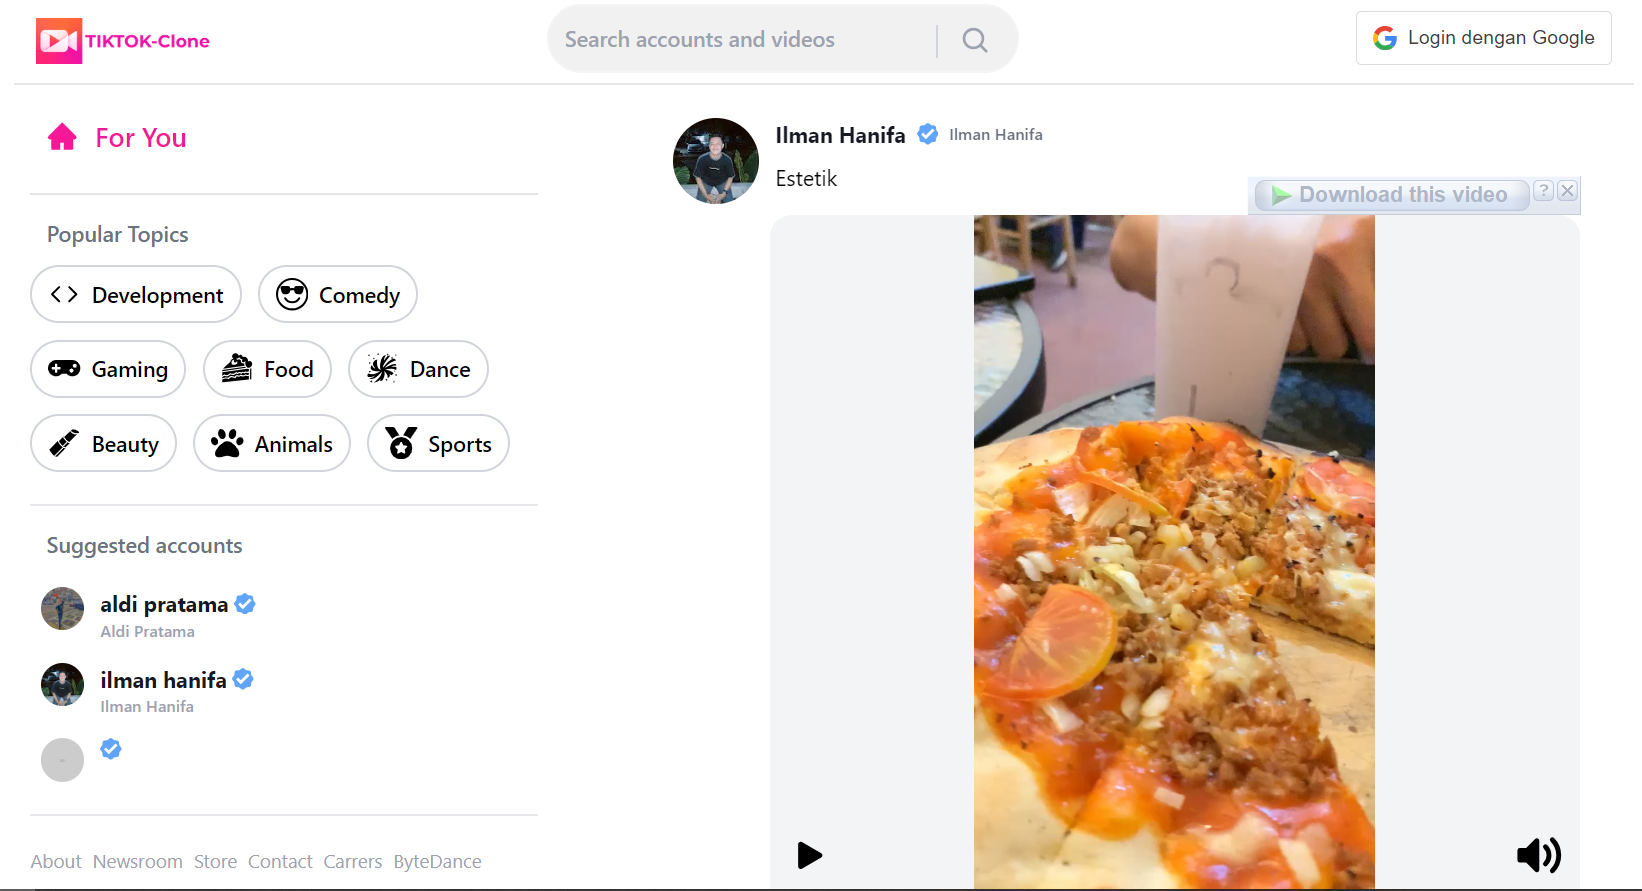 TIKTOK-Clone
Search accounts and videos
Login dengan Google
For You
Popular Topics
Development
Comedy
Gaming
Food
Dance
Beauty
Animals
Sports
Suggested accounts
aldi pratama
Aldi Pratama
ilman hanifa
Ilman Hanifa
About Newsroom Store Contact Carrers ByteDance
Ilman Hanifa Ilman Hanifa
Estetik
Download this video ?